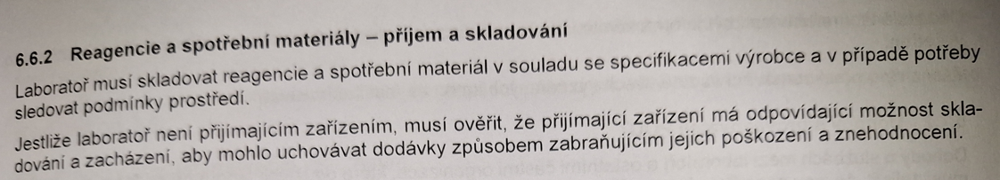 6.6.2 Reagencie a spotřební materiály – příjem a skladování
Laboratoř musí skladovat reagencie a spotřební materiál v souladu se specifikacemi výrobce a v případě potřeby
sledovat podmínky prostředí.
Jestliže laboratoř není přijímajícím zařízením, musí ověřit, že přijímající zařízení má odpovídající možnost skla-
dování a zacházení, aby mohlo uchovávat dodávky způsobem zabraňujícím jejich poškození a znehodnocení.